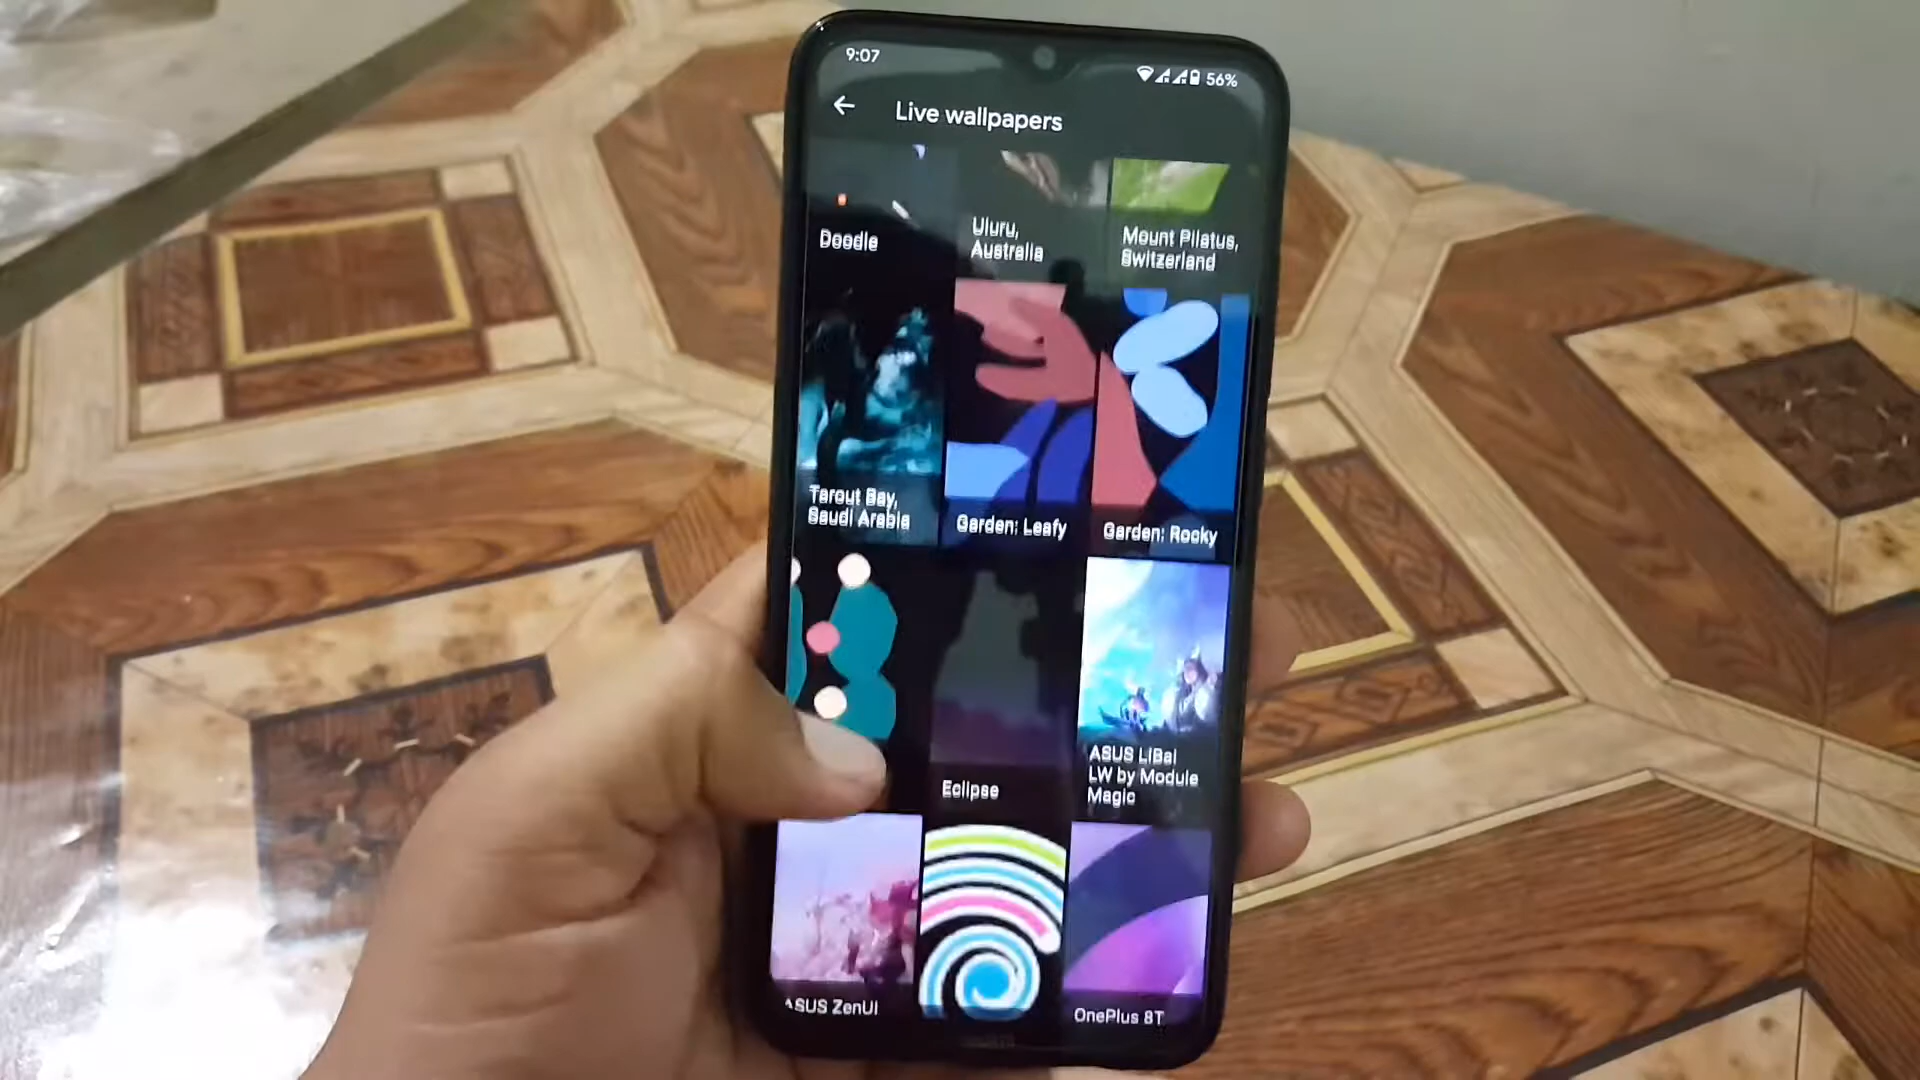 9:07
56%
Live wallpapers
Doodle
Uluru,
Australia
Mount Pilatus,
Switzerland
Tarout Bay,
Saudi Arabia
Garden: Leafy
Garden: Rocky
Eclipse
ASUS LiBai
LW by Module
Magic
ASUS ZenUI
OnePlus 8T